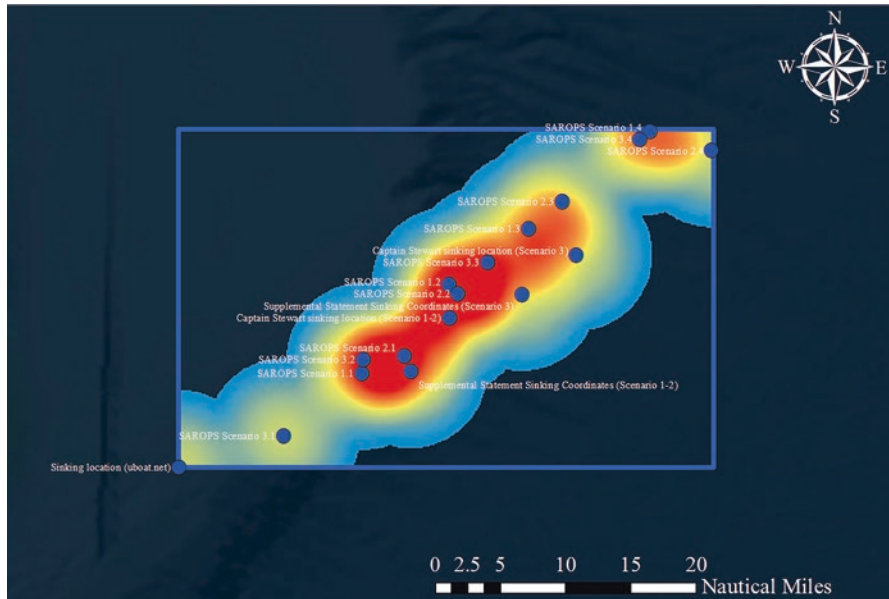 N
W E
S
SAROPS Scenario 1.4
SAROPS Scenario 3.4
SAROPS Scenario 2.4
SAROPS Scenario 2.3
SAROPS Scenario 1.3
Captain Stewart sinking location (Scenario 3)
SAROPS Scenario 3.3
SAROPS Scenario 1.2
SAROPS Scenario 2.2
Supplemental Statement Sinking Coordinates (Scenario 3)
Captain Stewart sinking location (Scenario 1-2)
SAROPS Scenario 2.1
SAROPS Scenario 3.2
SAROPS Scenario 1.1
Supplemental Statement Sinking Coordinates (Scenario 1-2)
SAROPS Scenario 3.1
Sinking location (uboat.net)
0 2.5 5 10 15 20
Nautical Miles